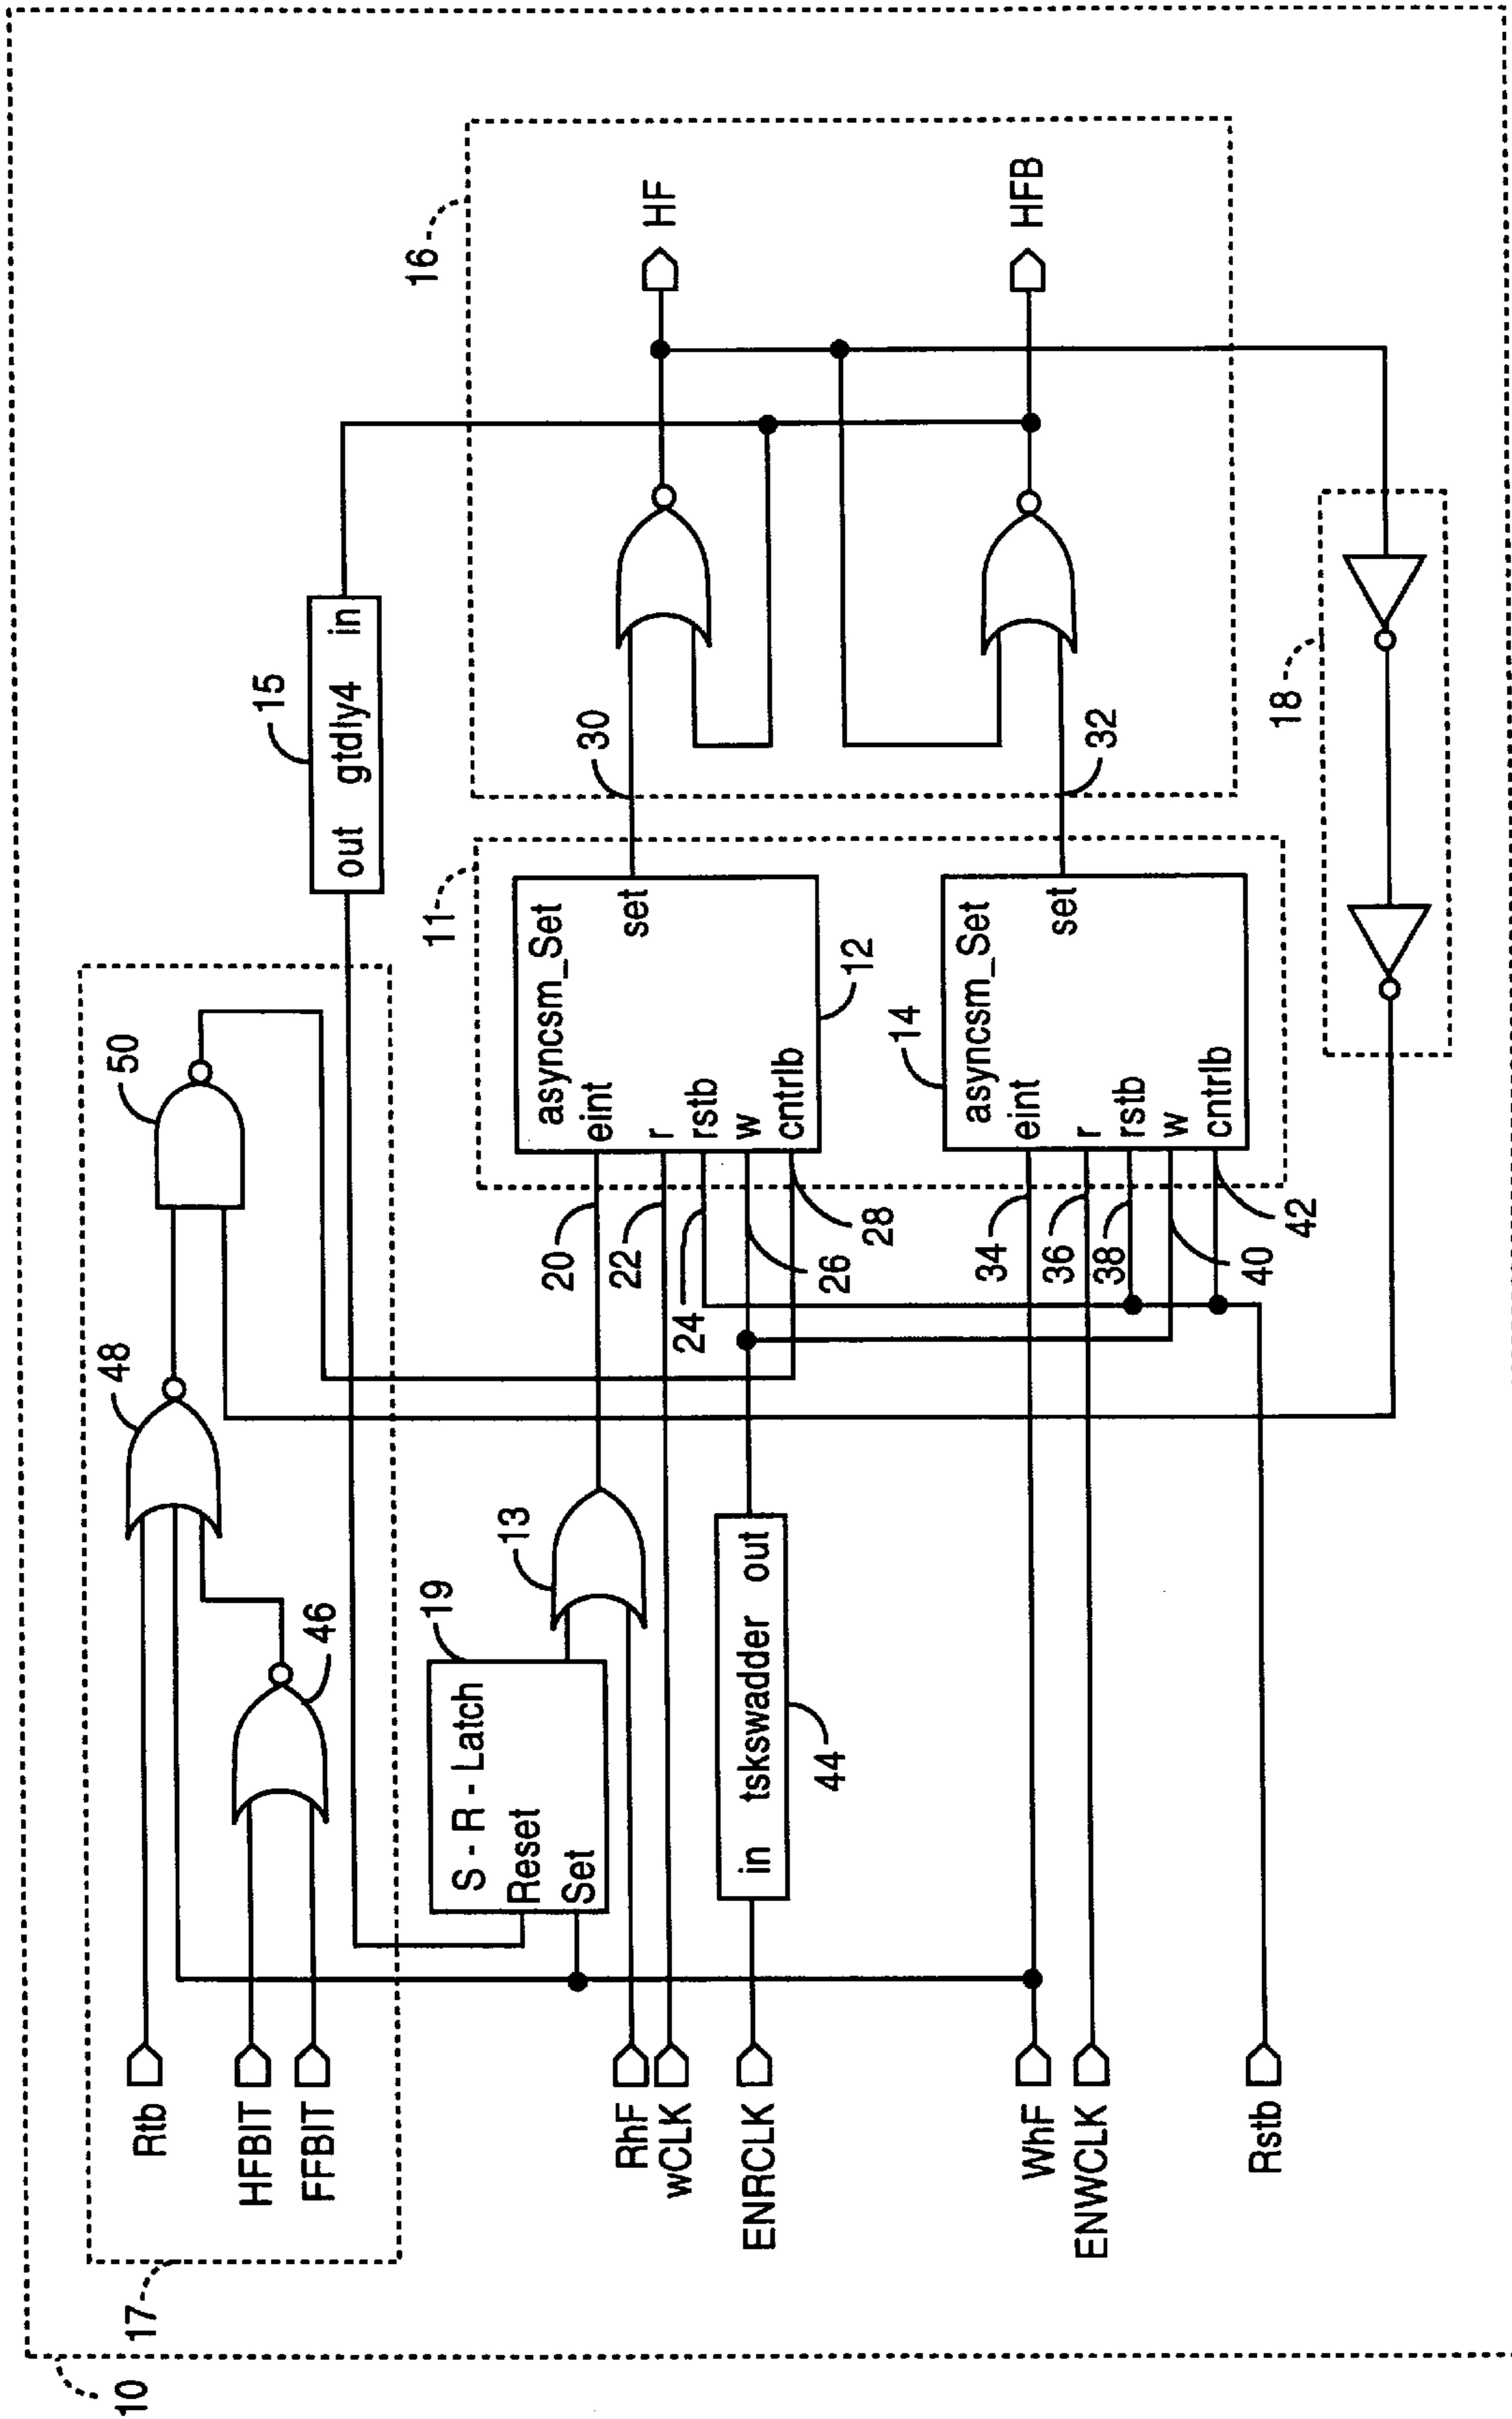 10
17
Rtb
HFBIT
FFBIT
RhF
wCLK
ENRCLK
WhF
ENWCLK
Rstb
46
48
50
S - R - Latch
Reset
Set
19
13
in tskswadder out
44
out gtdly4 in
15
20
22
24
26
28
34
36
38
40
42
11
asyncsm_Set
eint
r
rstb
w
cntrlb
set
12
asyncsm_Set
eint
r
rstb
w
cntrlb
set
14
30
32
16
HF
HFB
18